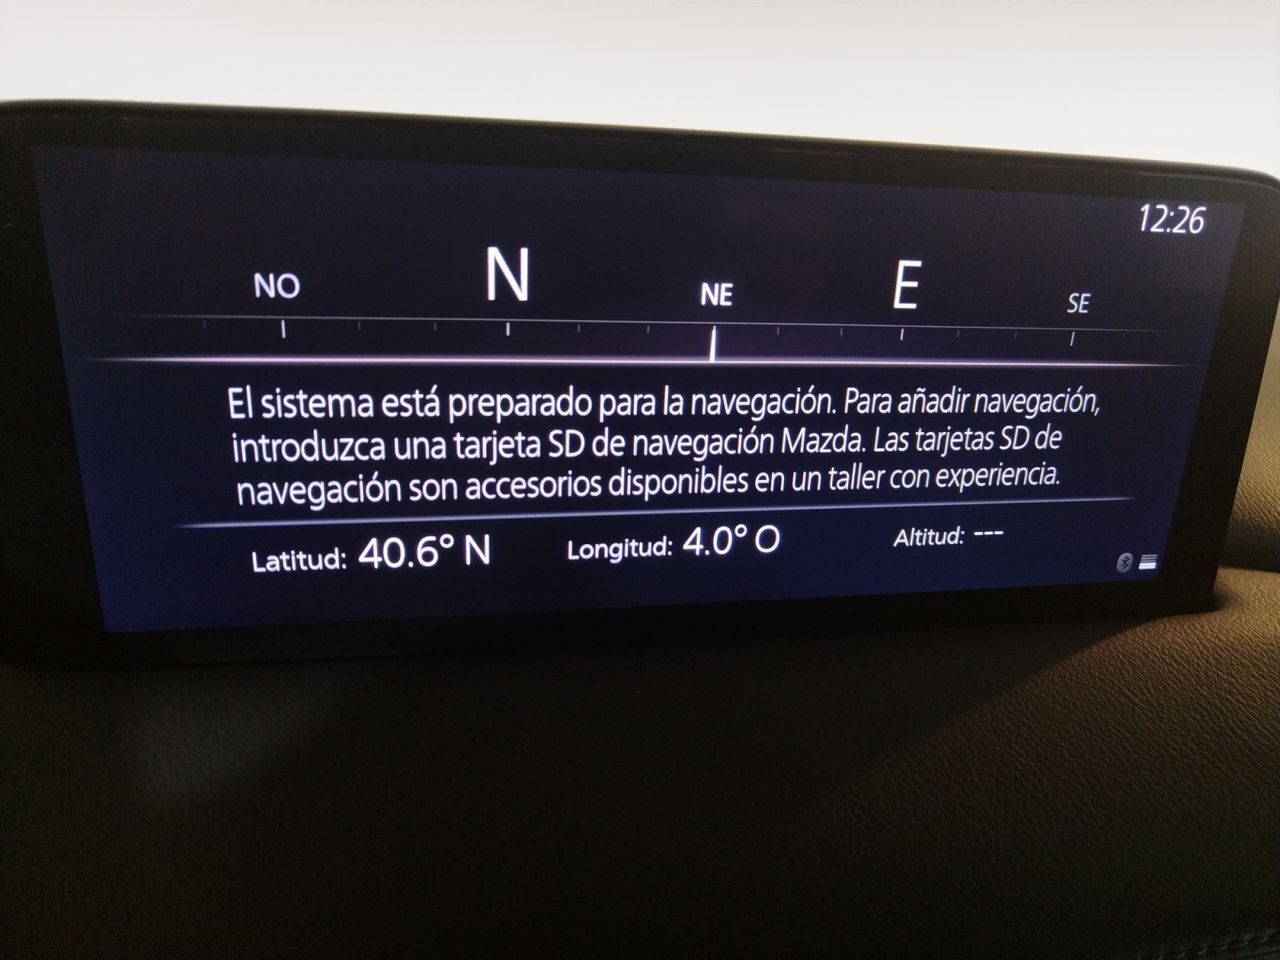 12:26
NO N NE E SE
El sistema está preparado para la navegación. Para añadir navegación,
introduzca una tarjeta SD de navegación Mazda. Las tarjetas SD de
navegación son accesorios disponibles en un taller con experiencia.
Latitud: 40.6° N Longitud: 4.0° O Altitud: ---